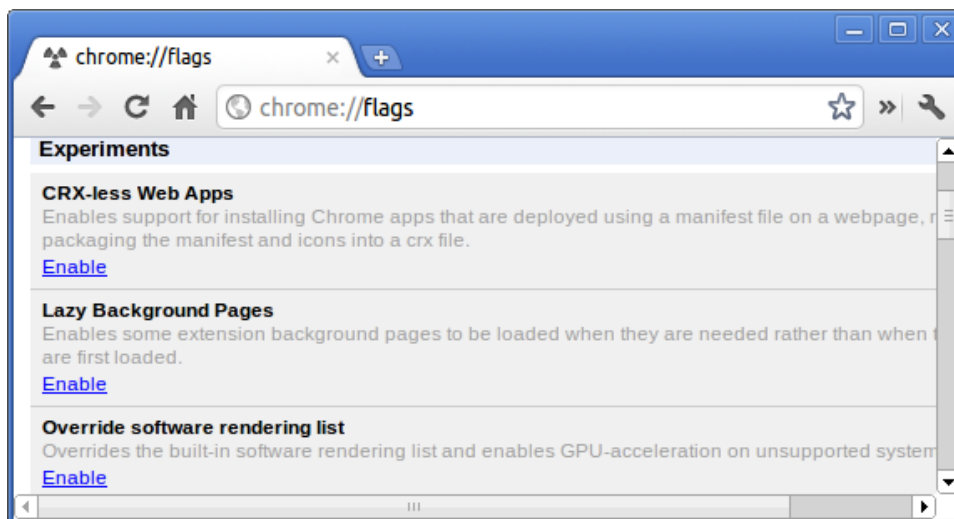 chrome://flags
chrome://flags
Experiments
CRX-less Web Apps
Enables support for installing Chrome apps that are deployed using a manifest file on a webpage,
packaging the manifest and icons into a crx file.
Enable
Lazy Background Pages
Enables some extension background pages to be loaded when they are needed rather than when
are first loaded.
Enable
Override software rendering list
Overrides the built-in software rendering list and enables GPU-acceleration on unsupported system
Enable